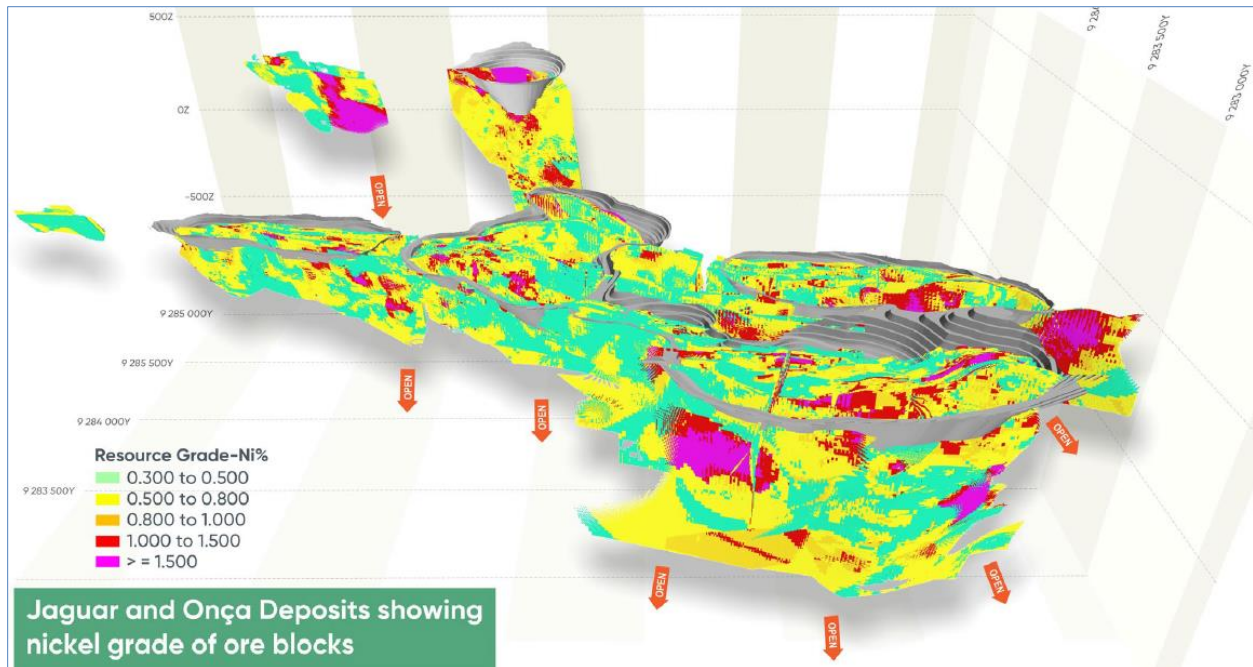 500Z
0Z
-500Z
9 284
9 283 500Y
9 283 000Y
OPEN
9 285 000Y
9 285 500Y
9 284 000Y
9 283 500Y
OPEN
OPEN
OPEN
OPEN
OPEN
OPEN
Resource Grade-Ni%
0.300 to 0.500
0.500 to 0.800
0.800 to 1.000
1.000 to 1.500
> = 1.500
Jaguar and Onça Deposits showing
nickel grade of ore blocks